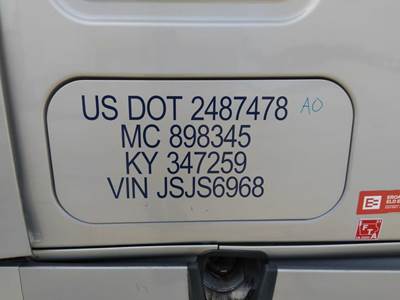 US DOT 2487478 AO
MC 898345
KY 347259
VIN JSJS6968